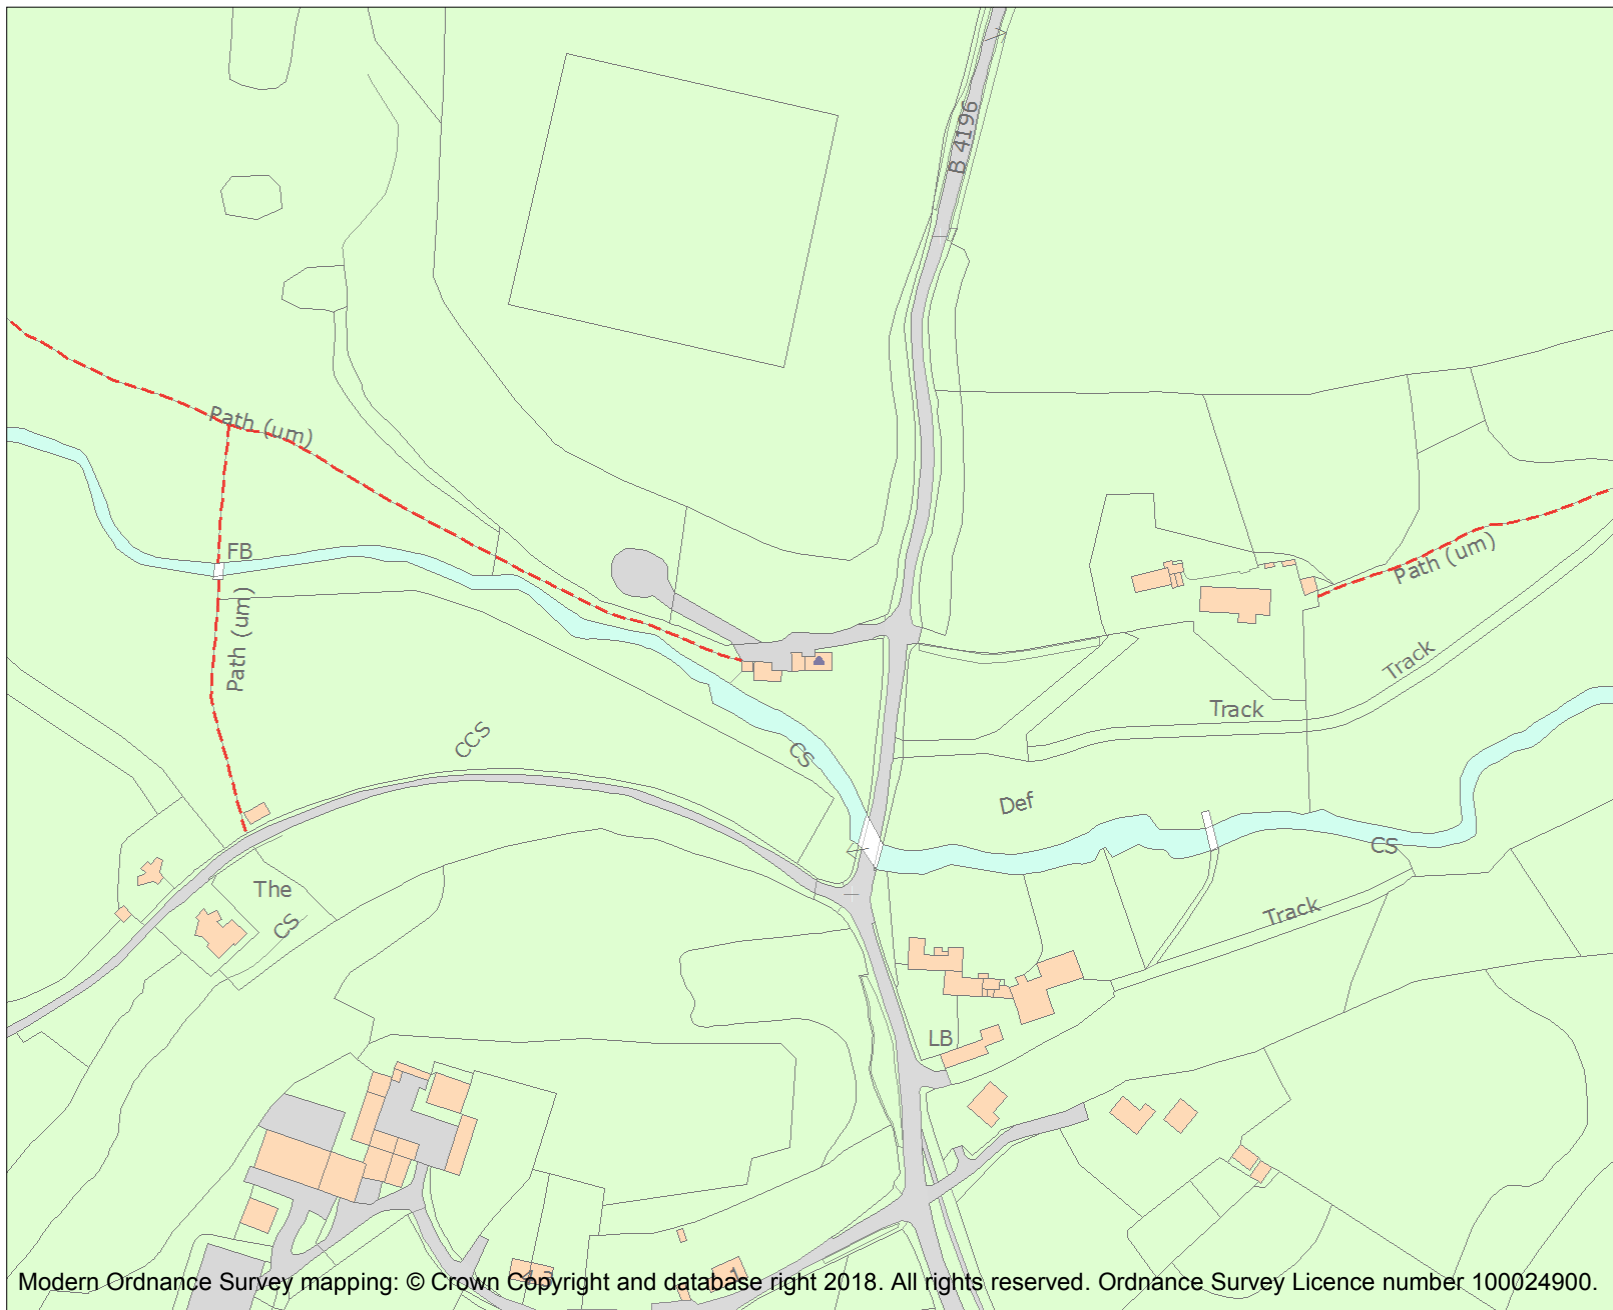 B 4196
Path (um)
FB
Path (um)
Path (um)
Track
Track
CCS
CS
Def
CS
The
CS
Track
LB
1
Modern Ordnance Survey mapping: © Crown Copyright and database right 2018. All rights reserved. Ordnance Survey Licence number 100024900.